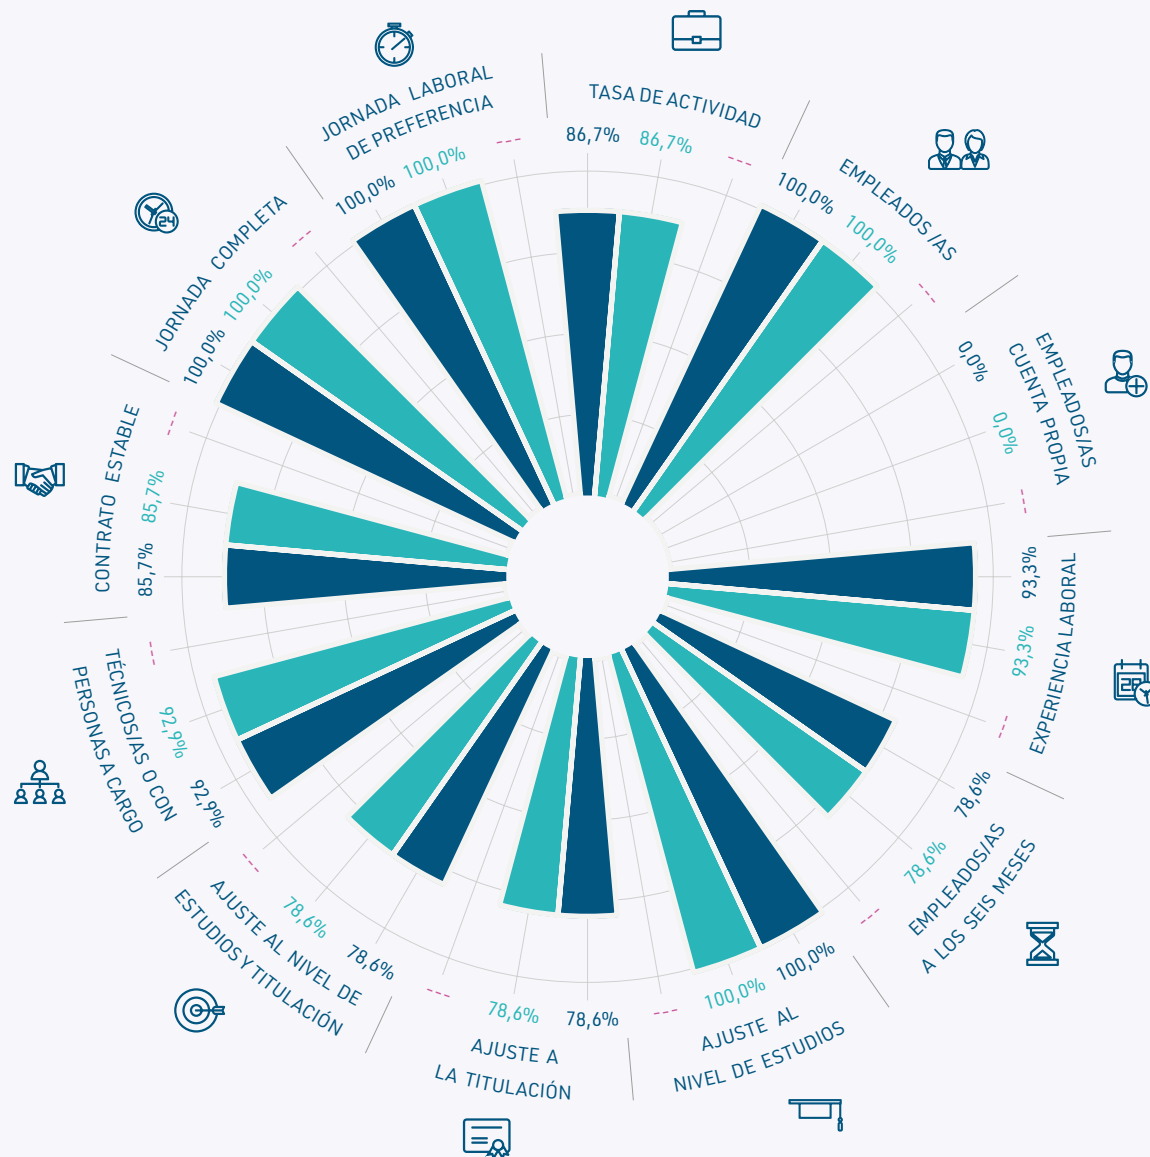 TASA DE ACTIVIDAD
86,7%
86,7%
EMPLEADOS /AS
100,0%
100,0%
EMPLEADOS/AS
CUENTA PROPIA
0,0%
0,0%
EXPERIENCIA LABORAL
93,3%
93,3%
EMPLEADOS/AS
A LOS SEIS MESES
78,6%
78,6%
AJUSTE AL
NIVEL DE ESTUDIOS
100,0%
100,0%
AJUSTE A
LA TITULACIÓN
78,6%
78,6%
AJUSTE AL NIVEL DE
ESTUDIOS Y TITULACIÓN
78,6%
78,6%
TÉCNICOS/AS O CON
PERSONAS A CARGO
92,9%
92,9%
CONTRATO ESTABLE
85,7%
85,7%
JORNADA COMPLETA
100,0%
100,0%
24
JORNADA LABORAL
DE PREFERENCIA
100,0%
100,0%